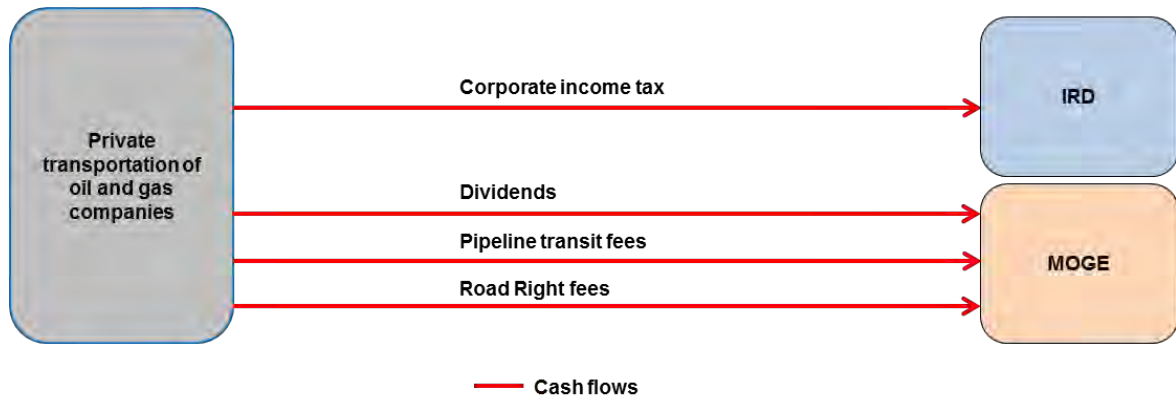 Corporate income tax
IRD
Private
transportation of
oil and gas
companies
Dividends
Pipeline transit fees
MOGE
Road Right fees
Cash flows